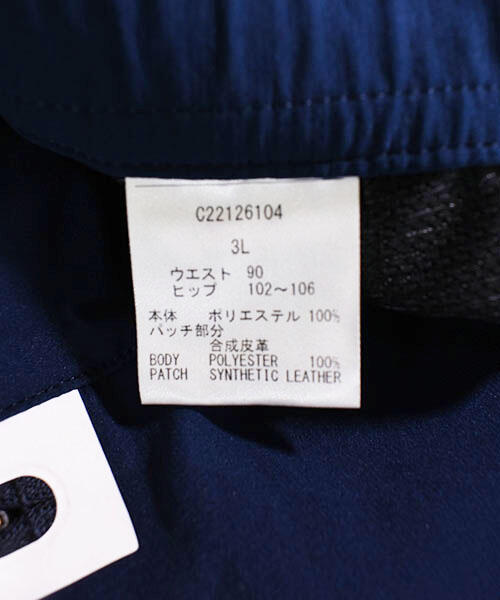 C22126104
3L
ウエスト 90
ヒップ 102～106
本体 ポリエステル 100%
パッチ部分
合成皮革
BODY POLYESTER 100%
PATCH SYNTHETIC LEATHER